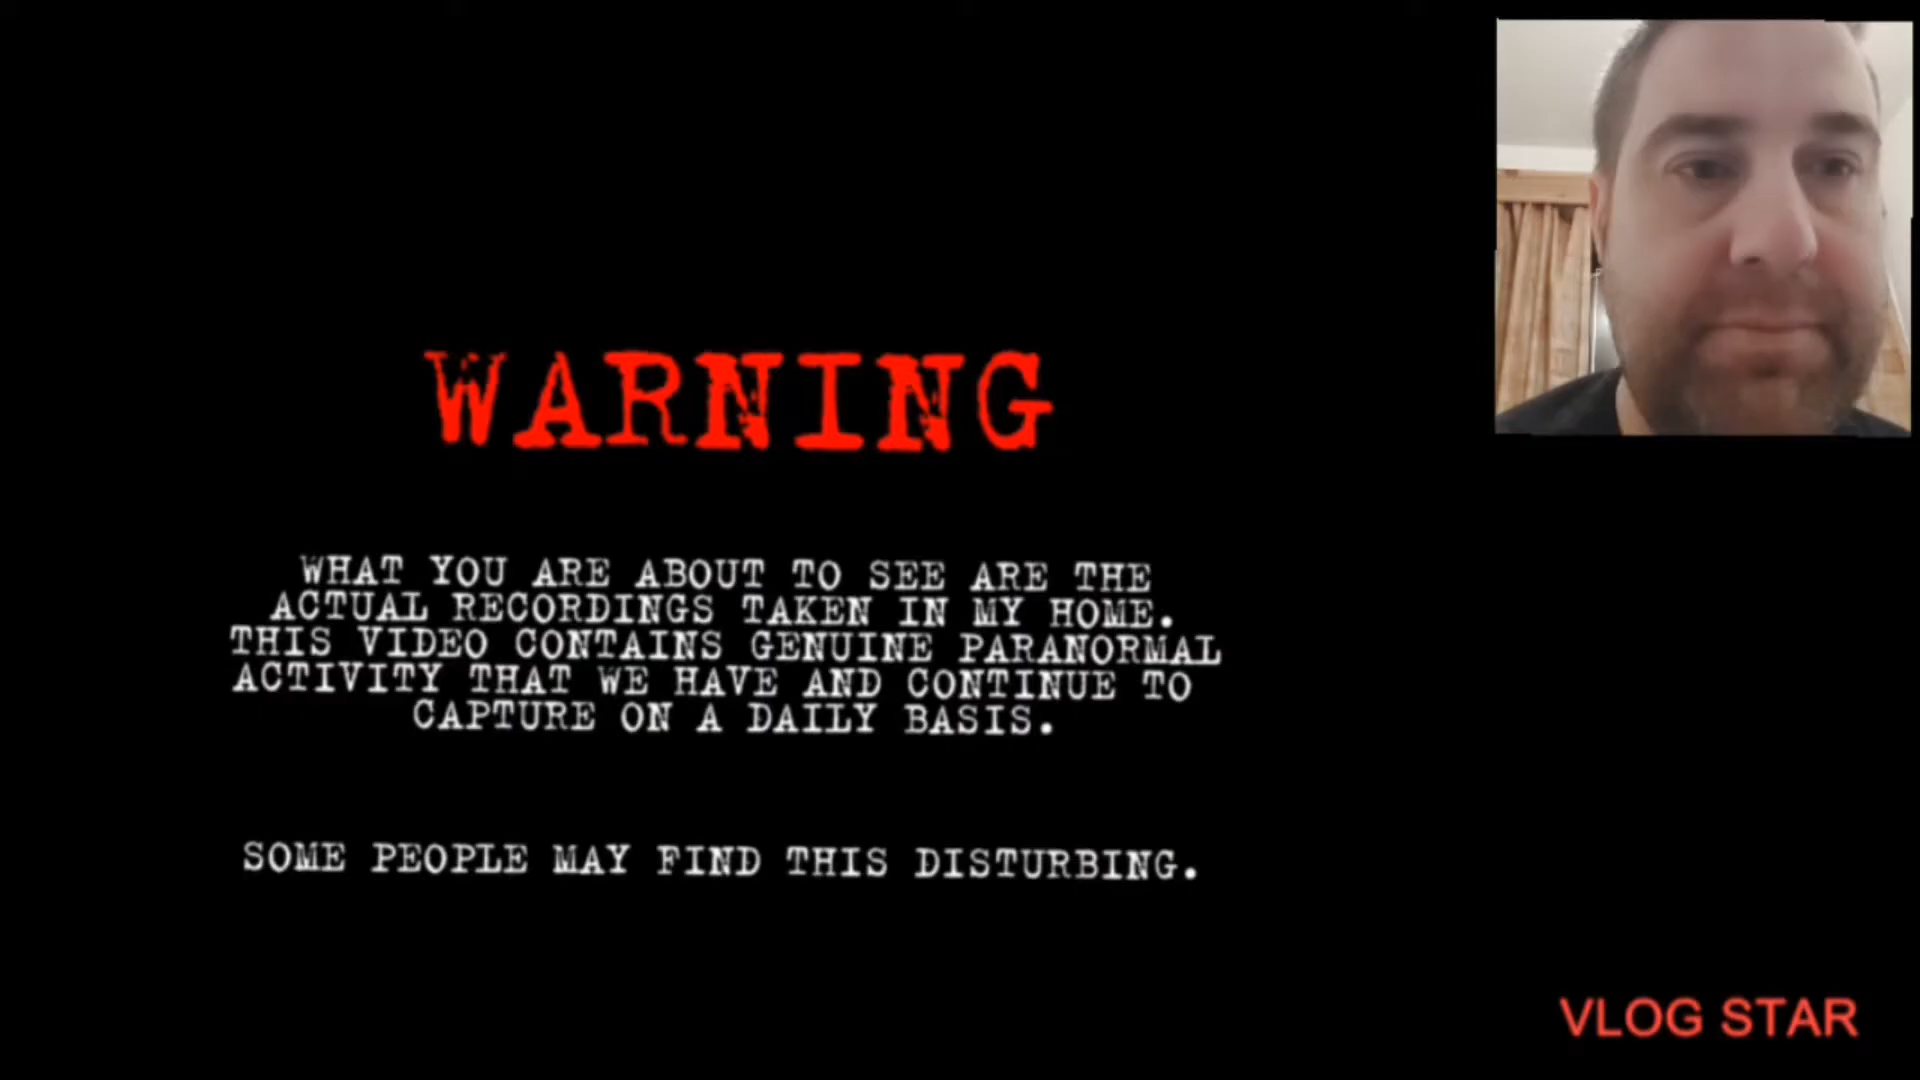 WARNING
WHAT YOU ARE ABOUT TO SEE ARE THE
ACTUAL RECORDINGS TAKEN IN MY HOME.
THIS VIDEO CONTAINS GENUINE PARANORMAL
ACTIVITY THAT WE HAVE AND CONTINUE TO
CAPTURE ON A DAILY BASIS.
SOME PEOPLE MAY FIND THIS DISTURBING.
VLOG STAR